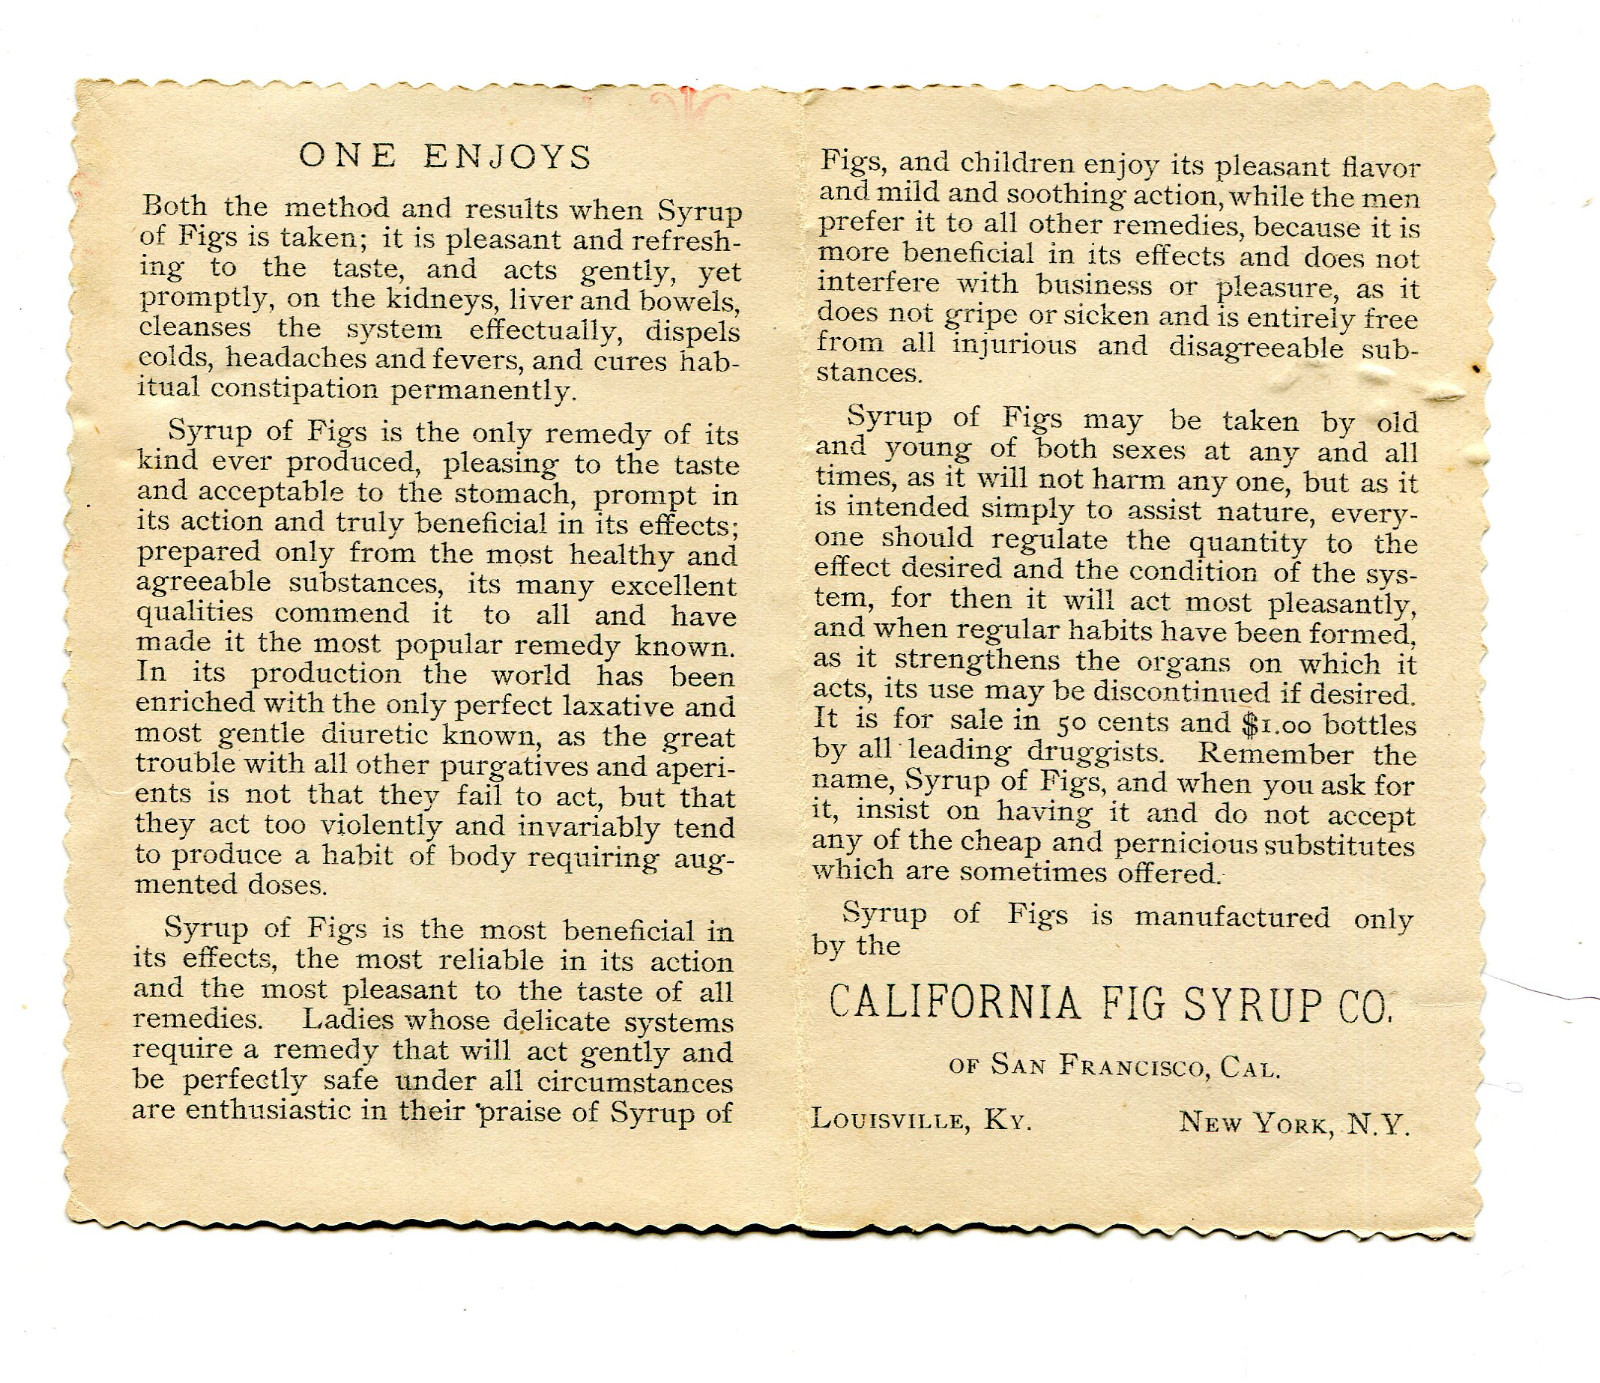 ONE ENJOYS
Both the method and results when Syrup
of Figs is taken; it is pleasant and refresh-
ing to the taste, and acts gently, yet
promptly, on the kidneys, liver and bowels,
cleanses the system effectually, dispels
colds, headaches and fevers, and cures hab-
itual constipation permanently.
Syrup of Figs is the only remedy of its
kind ever produced, pleasing to the taste
and acceptable to the stomach, prompt in
its action and truly beneficial in its effects;
prepared only from the most healthy and
agreeable substances, its many excellent
qualities commend it to all and have
made it the most popular remedy known.
In its production the world has been
enriched with the only perfect laxative and
most gentle diuretic known, as the great
trouble with all other purgatives and aperi-
ents is not that they fail to act, but that
they act too violently and invariably tend
to produce a habit of body requiring aug-
mented doses.
Syrup of Figs is the most beneficial in
its effects, the most reliable in its action
and the most pleasant to the taste of all
remedies. Ladies whose delicate systems
require a remedy that will act gently and
be perfectly safe under all circumstances
are enthusiastic in their praise of Syrup of
Figs, and children enjoy its pleasant flavor
and mild and soothing action, while the men
prefer it to all other remedies, because it is
more beneficial in its effects and does not
interfere with business or pleasure, as it
does not gripe or sicken and is entirely free
from all injurious and disagreeable sub-
stances.
Syrup of Figs may be taken by old
and young of both sexes at any and all
times, as it will not harm any one, but as it
is intended simply to assist nature, every-
one should regulate the quantity to the
effect desired and the condition of the sys-
tem, for then it will act most pleasantly,
and when regular habits have been formed,
as it strengthens the organs on which it
acts, its use may be discontinued if desired.
It is for sale in 50 cents and $1.00 bottles
by all leading druggists. Remember the
name, Syrup of Figs, and when you ask for
it, insist on having it and do not accept
any of the cheap and pernicious substitutes
which are sometimes offered.
Syrup of Figs is manufactured only
by the
CALIFORNIA FIG SYRUP CO.
OF SAN FRANCISCO, CAL.
LOUISVILLE, KY. NEW YORK, N.Y.